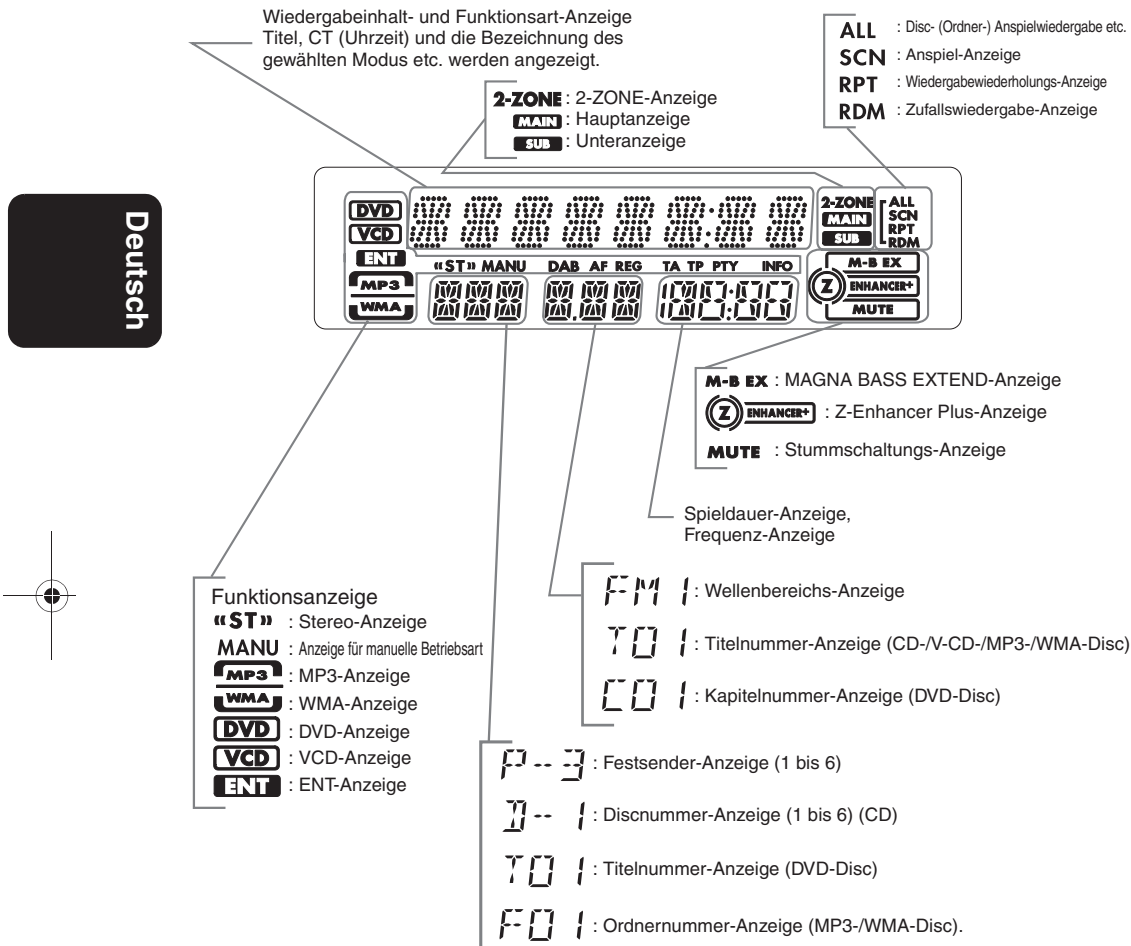 Wiedergabeinhalt- und Funktionsart-Anzeige
Titel, CT (Uhrzeit) und die Bezeichnung des
gewählten Modus etc. werden angezeigt.
2-ZONE : 2-ZONE-Anzeige
MAIN : Hauptanzeige
SUB : Unteranzeige
ALL : Disc- (Ordner-) Anspielwiedergabe etc.
SCN : Anspiel-Anzeige
RPT : Wiedergabewiederholungs-Anzeige
RDM : Zufallswiedergabe-Anzeige
Deutsch
DVD
VCD
ENT
MP3
WMA
2-ZONE
MAIN
SUB
ALL
SCN
RPT
RDM
«ST» MANU DAB AF REG TA TP PTY INFO
M-B EX
Z ENHANCER+
MUTE
M-B EX : MAGNA BASS EXTEND-Anzeige
Z ENHANCER+ : Z-Enhancer Plus-Anzeige
MUTE : Stummschaltungs-Anzeige
Spieldauer-Anzeige,
Frequenz-Anzeige
Funktionsanzeige
«ST» : Stereo-Anzeige
MANU : Anzeige für manuelle Betriebsart
MP3 : MP3-Anzeige
WMA : WMA-Anzeige
DVD : DVD-Anzeige
VCD : VCD-Anzeige
ENT : ENT-Anzeige
FM 1 : Wellenbereichs-Anzeige
T01 : Titelnummer-Anzeige (CD-/V-CD-/MP3-/WMA-Disc)
C01 : Kapitelnummer-Anzeige (DVD-Disc)
P--3 : Festsender-Anzeige (1 bis 6)
D--1 : Discnummer-Anzeige (1 bis 6) (CD)
T01 : Titelnummer-Anzeige (DVD-Disc)
F01 : Ordnernummer-Anzeige (MP3-/WMA-Disc).